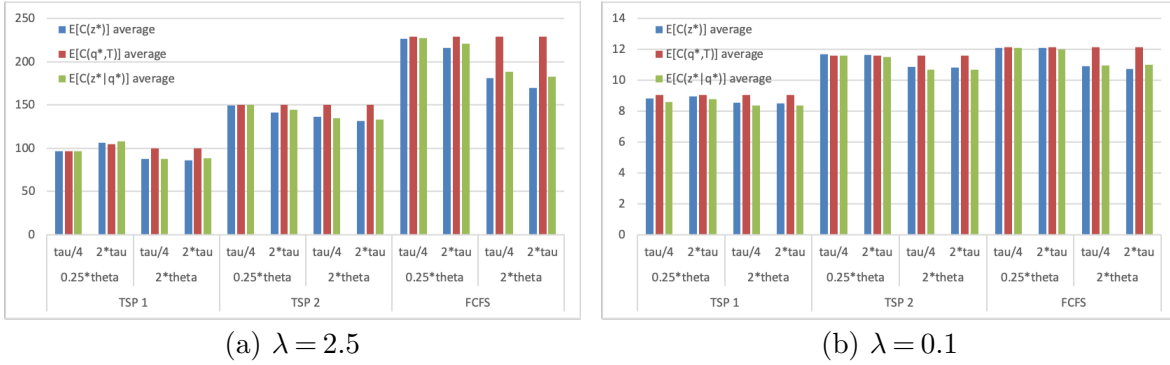 250
200
150
100
50
0
E[C(z*)] average
E[C(q*,T)] average
E[C(z*|q*)] average
tau/4 2*tau tau/4 2*tau tau/4 2*tau tau/4 2*tau tau/4 2*tau tau/4 2*tau
0.25*theta 2*theta 0.25*theta 2*theta 0.25*theta 2*theta
TSP 1 TSP 2 FCFS
(a) λ = 2.5
14
12
10
8
6
4
2
0
E[C(z*)] average
E[C(q*,T)] average
E[C(z*|q*)] average
tau/4 2*tau tau/4 2*tau tau/4 2*tau tau/4 2*tau tau/4 2*tau tau/4 2*tau
0.25*theta 2*theta 0.25*theta 2*theta 0.25*theta 2*theta
TSP 1 TSP 2 FCFS
(b) λ = 0.1